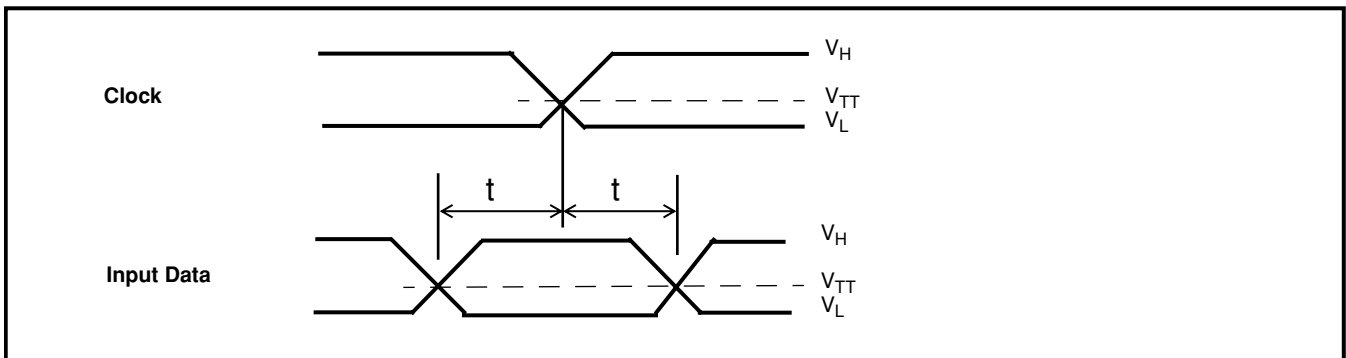 V_H
Clock
V_TT
V_L
t t
V_H
Input Data
V_TT
V_L